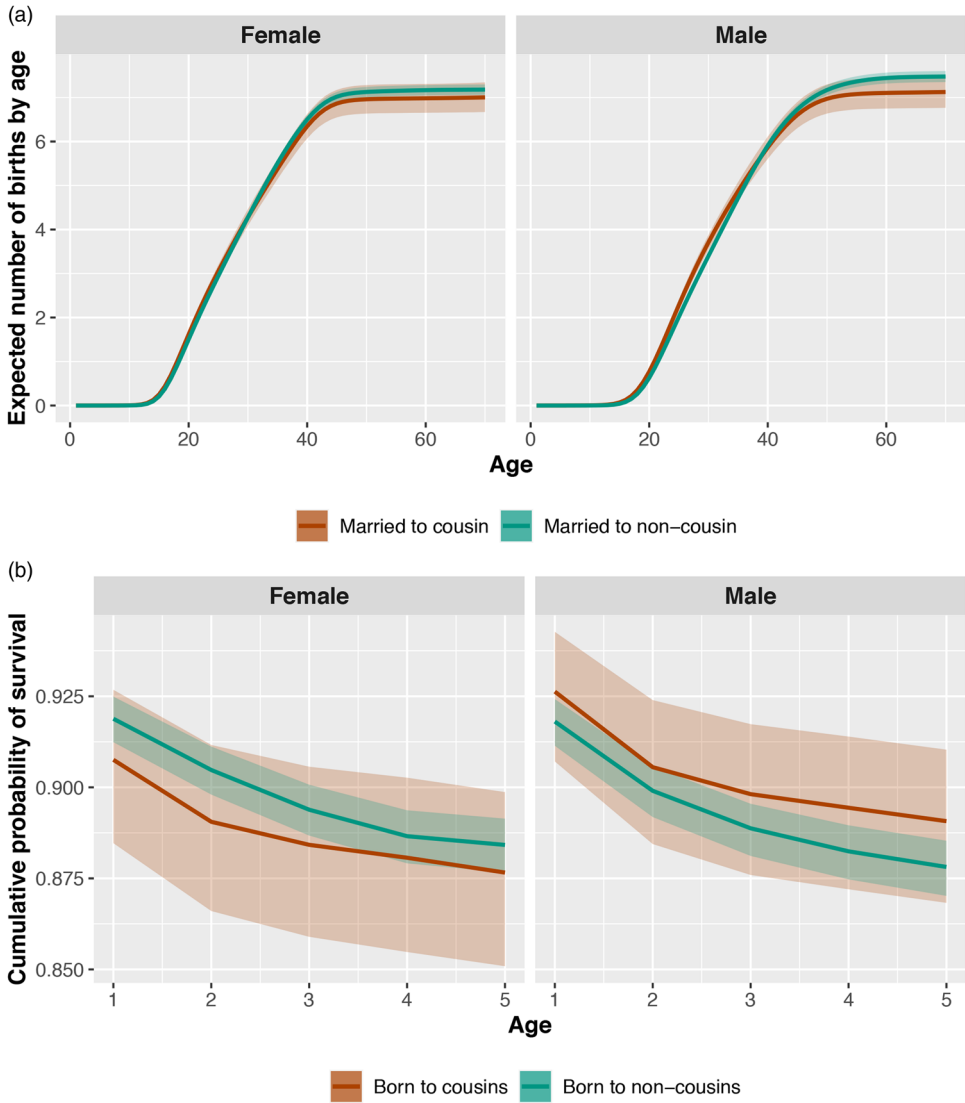 (a)
Female Male
Expected number of births by age
6
4
2
0
0 20 40 60 0 20 40 60
Age
Married to cousin Married to non−cousin
(b)
Female Male
Cumulative probability of survival
0.925
0.900
0.875
0.850
1 2 3 4 5 1 2 3 4 5
Age
Born to cousins Born to non−cousins